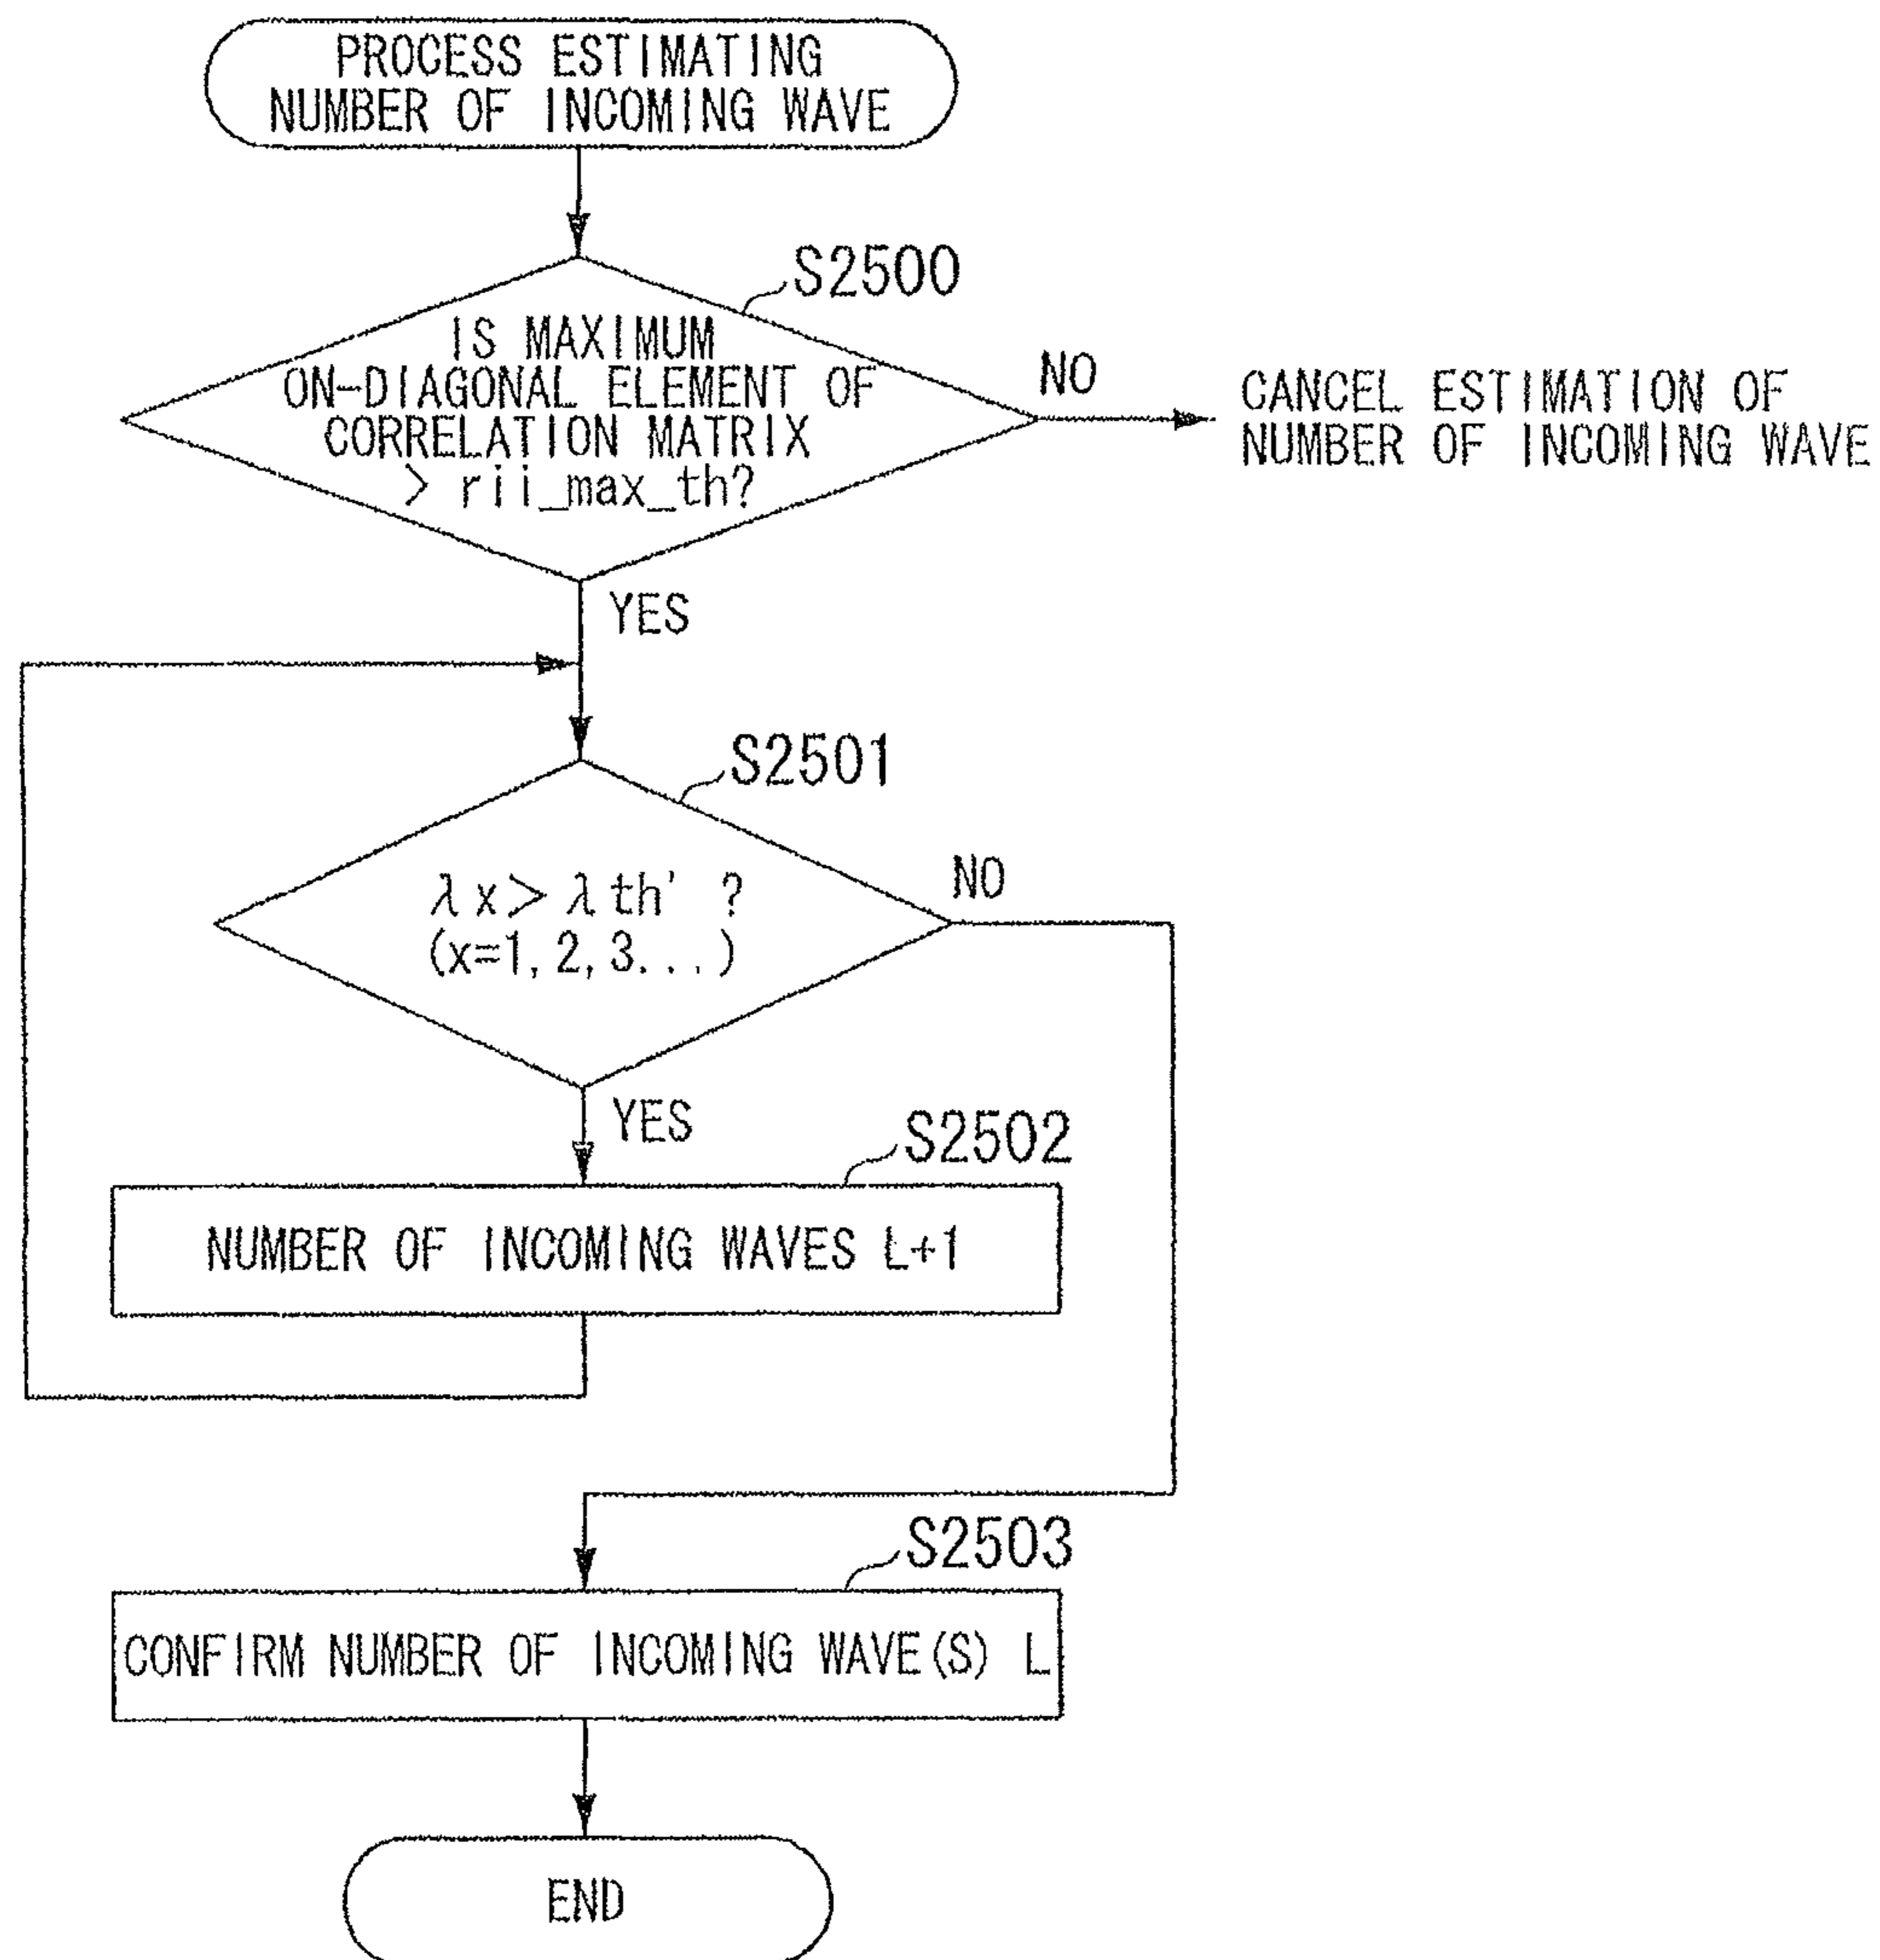 PROCESS ESTIMATING
NUMBER OF INCOMING WAVE
S2500
IS MAXIMUM
ON-DIAGONAL ELEMENT OF
CORRELATION MATRIX
> rii_max_th?
NO
CANCEL ESTIMATION OF
NUMBER OF INCOMING WAVE
YES
S2501
λx > λth' ?
(x=1, 2, 3...)
NO
YES
S2502
NUMBER OF INCOMING WAVES L+1
S2503
CONFIRM NUMBER OF INCOMING WAVE(S) L
END